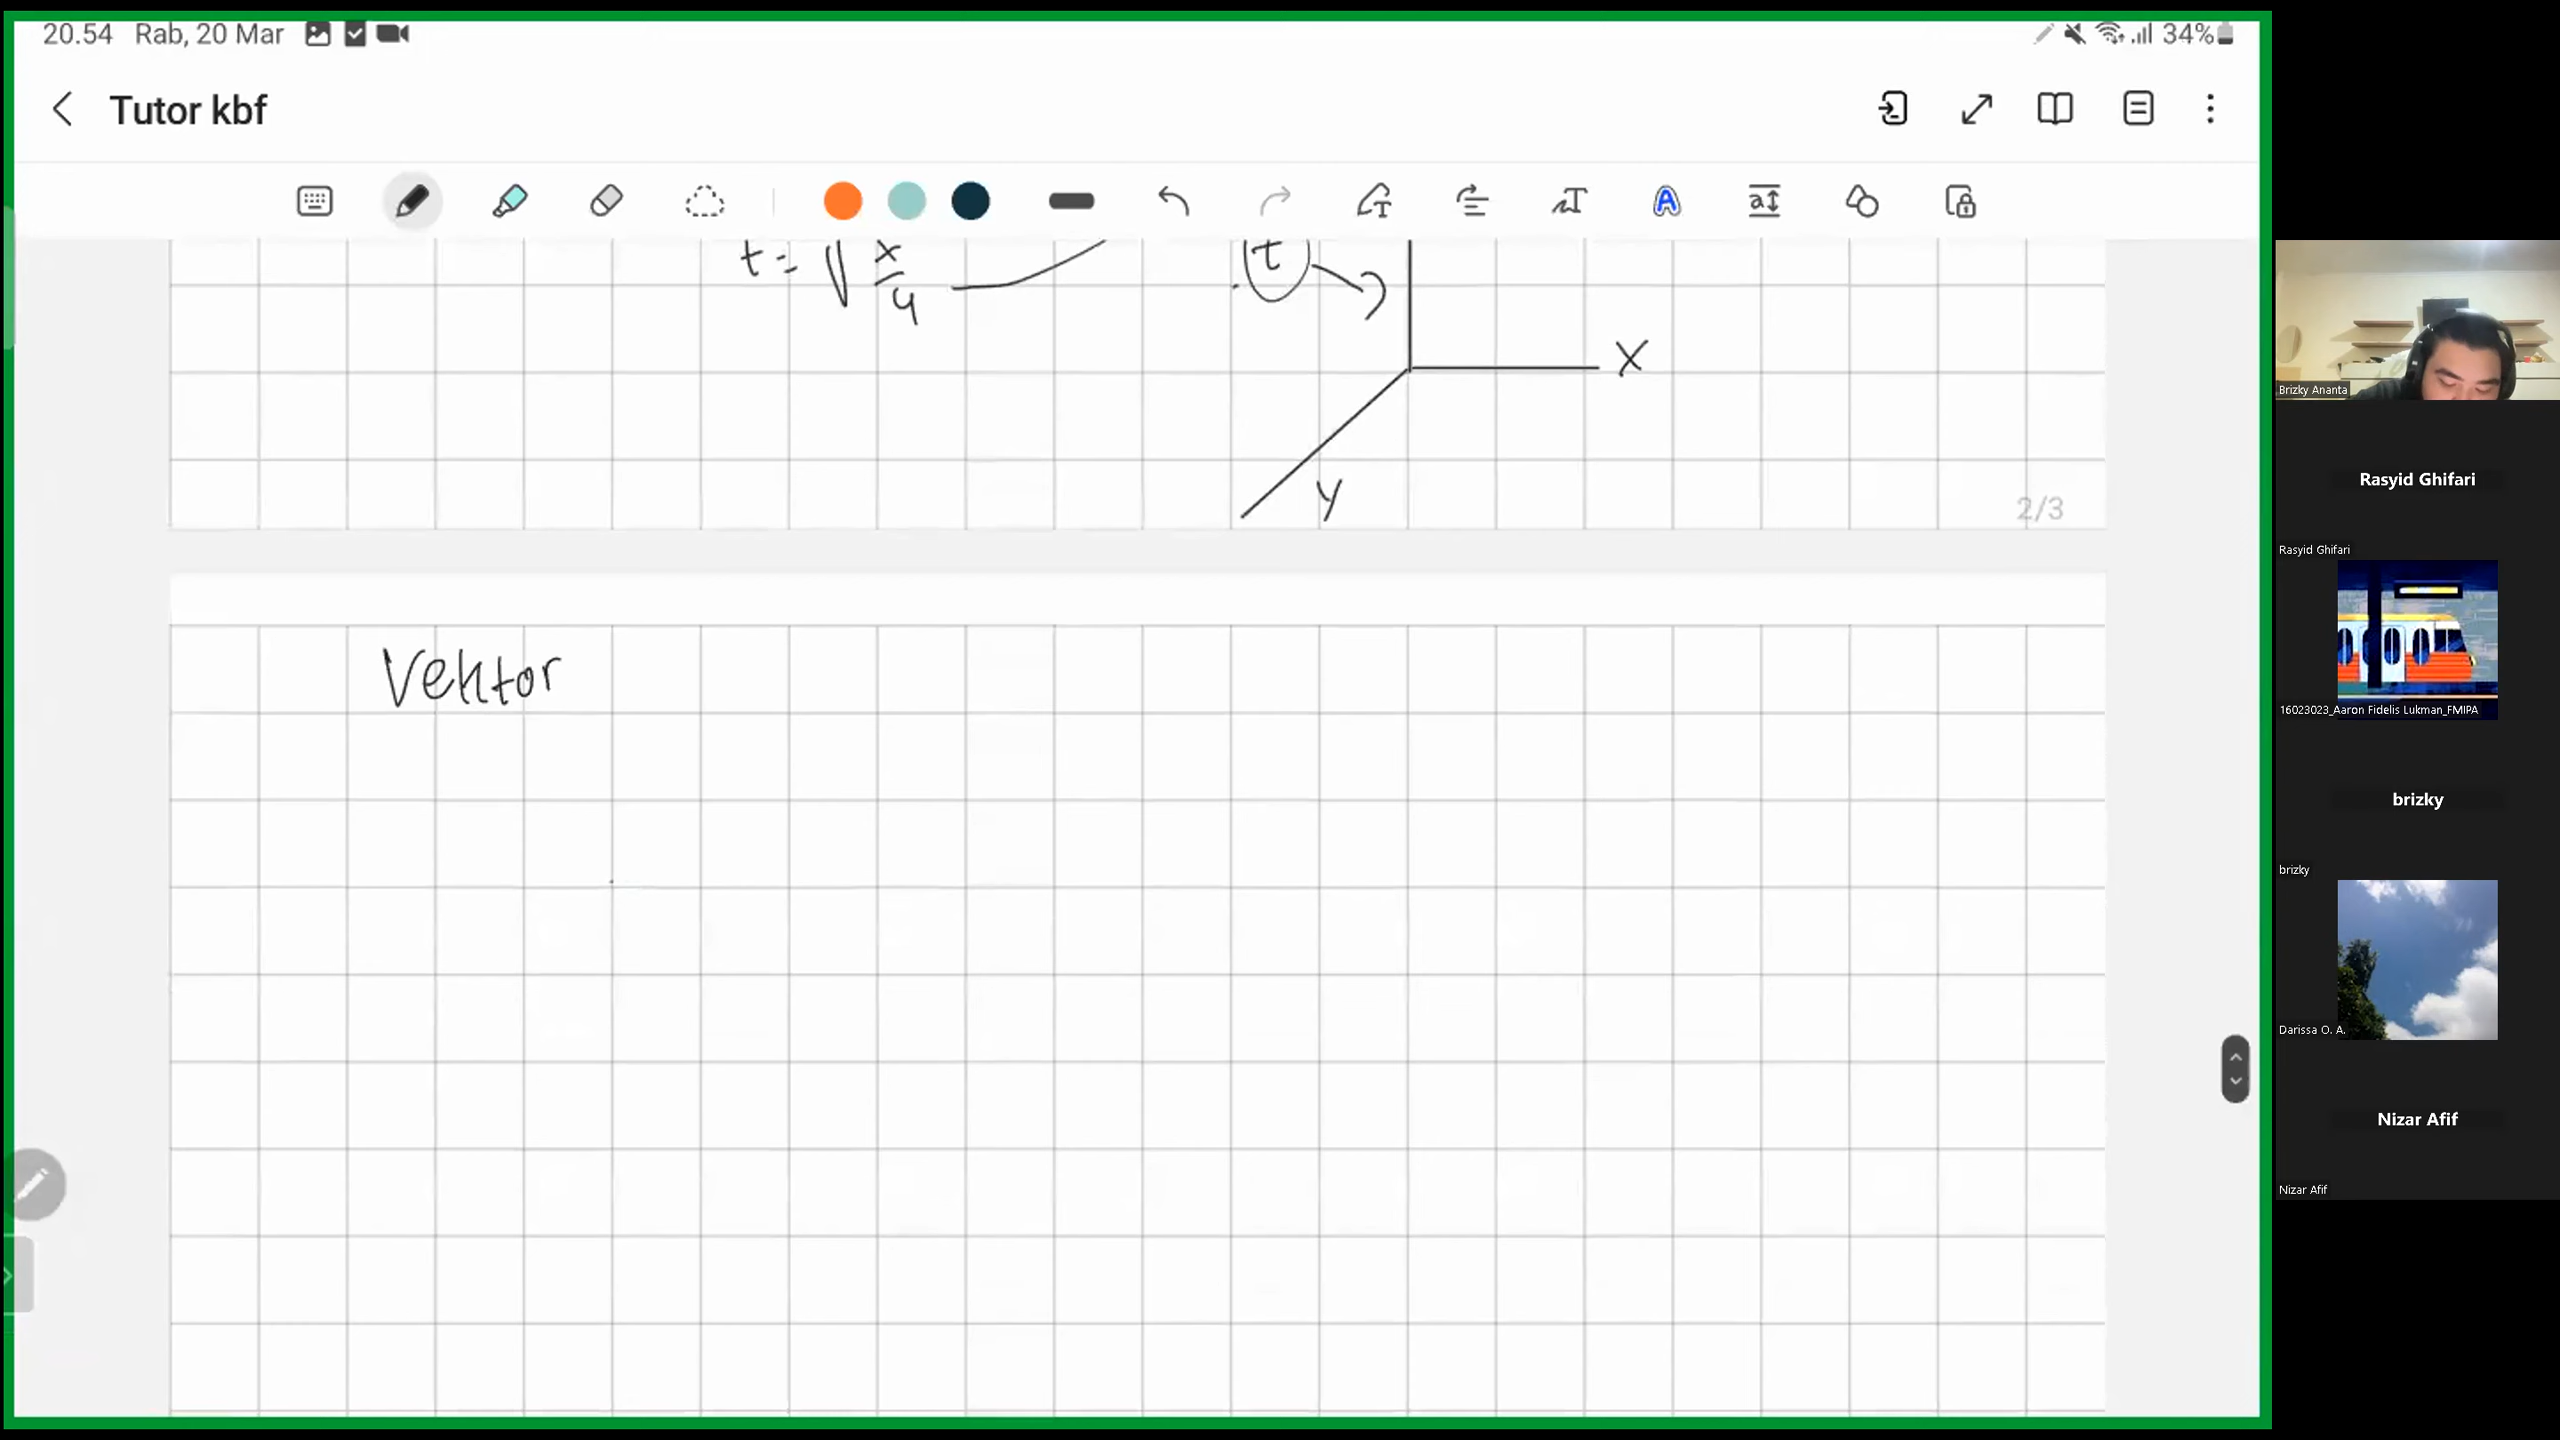 20.54 Rab, 20 Mar
34%
Tutor kbf
t = √ x/4
t
X
y
2/3
Vektor
Brizky Ananta
Rasyid Ghifari
Rasyid Ghifari
16023023_Aaron Fidelis Lukman_FMIPA
brizky
brizky
Darissa O. A.
Nizar Afif
Nizar Afif